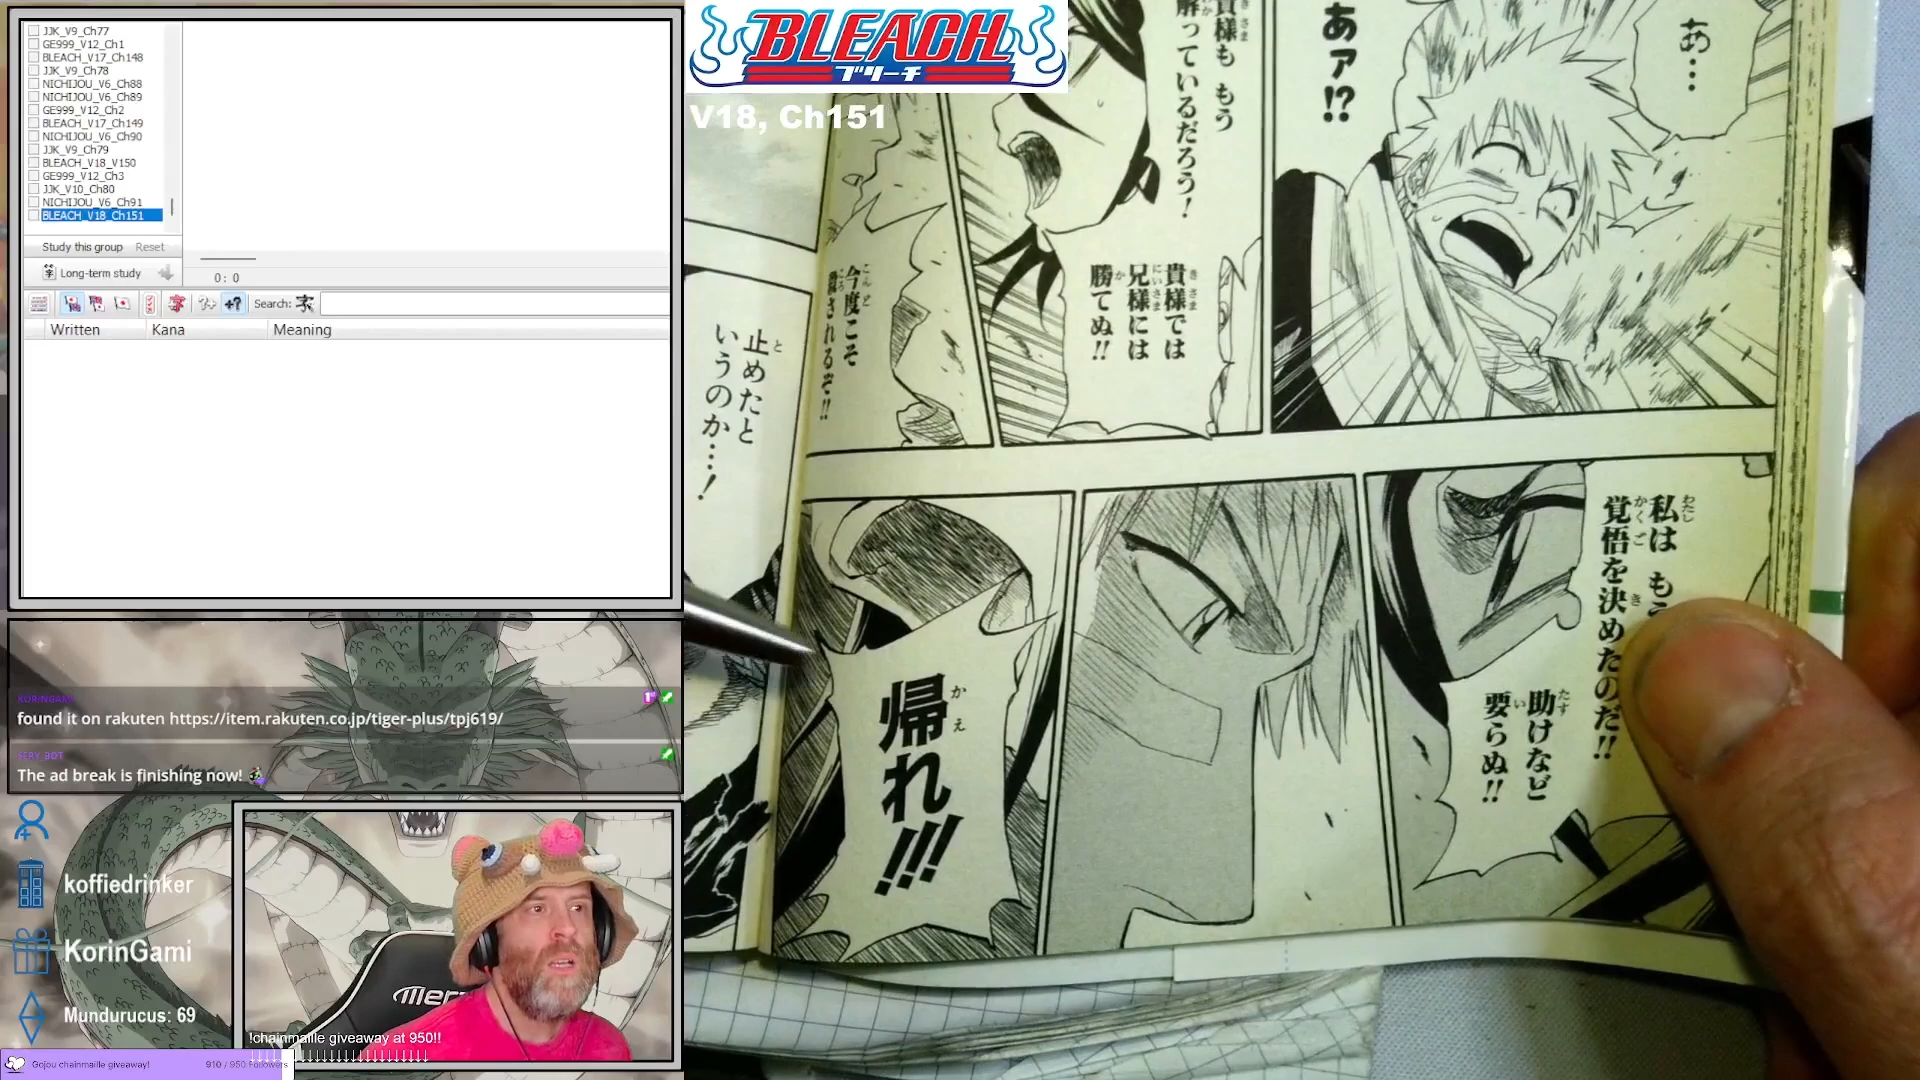 JJK_V9_Ch77
GE999_V12_Ch1
BLEACH_V17_Ch148
JJK_V9_Ch78
NICHIJOU_V6_Ch88
NICHIJOU_V6_Ch89
GE999_V12_Ch2
BLEACH_V17_Ch149
NICHIJOU_V6_Ch90
JJK_V9_Ch79
BLEACH_V18_V150
GE999_V12_Ch3
JJK_V10_Ch80
NICHIJOU_V6_Ch91
BLEACH_V18_Ch151
Study this group Reset
Long-term study
0 : 0
Search:
Written Kana Meaning
KORINGAMI
found it on rakuten https://item.rakuten.co.jp/tiger-plus/tpj619/
SERY_BOT
The ad break is finishing now!
koffiedrinker
KorinGami
Mundurucus: 69
!chainmaille giveaway at 950!!
Gojou chainmaille giveaway!
910 / 950 Followers
BLEACH
ブリーチ
V18, Ch151
あ…
あァ!?
貴様も もう
解っているだろう!
貴様では
兄様には
勝てぬ!!
今度こそ
殺されるぞ!!
私は もう
覚悟を決めたのだ!!
助けなど
要らぬ!!
帰れ!!!
止めたと
いうのか…!